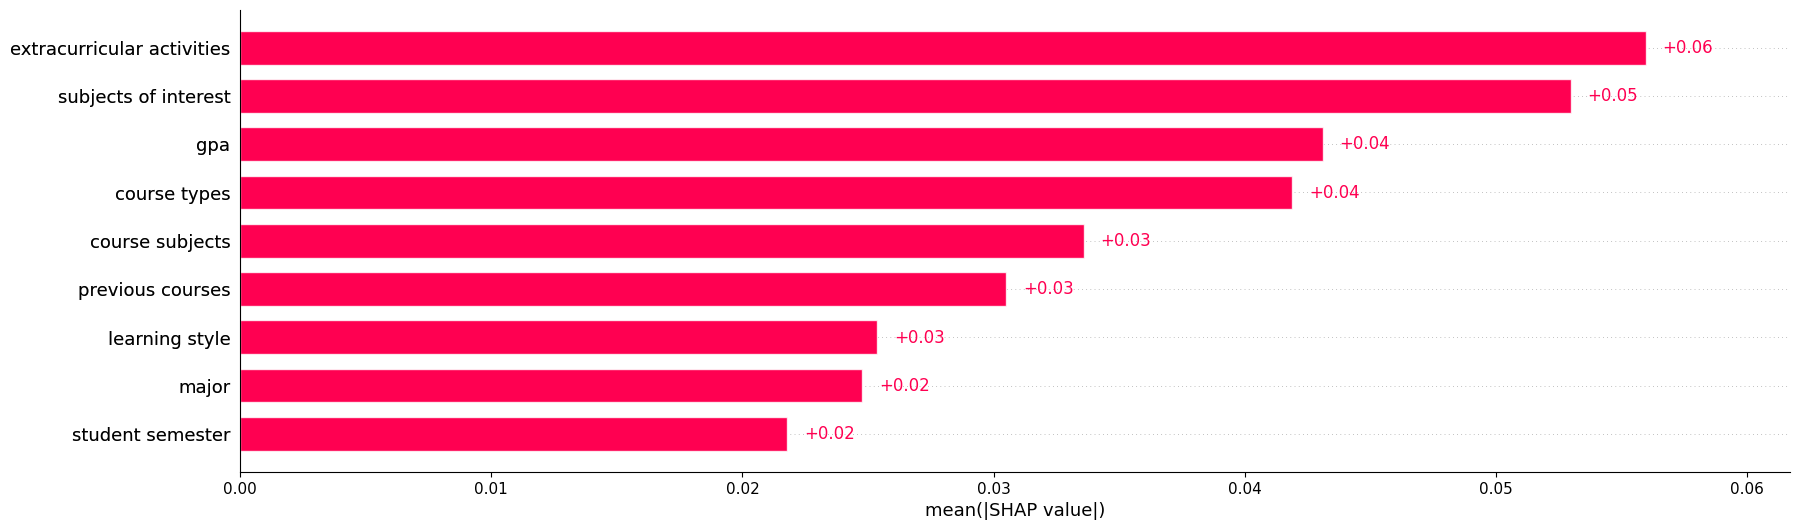 extracurricular activities +0.06
subjects of interest +0.05
gpa +0.04
course types +0.04
course subjects +0.03
previous courses +0.03
learning style +0.03
major +0.02
student semester +0.02
0.00 0.01 0.02 0.03 0.04 0.05 0.06
mean(|SHAP value|)